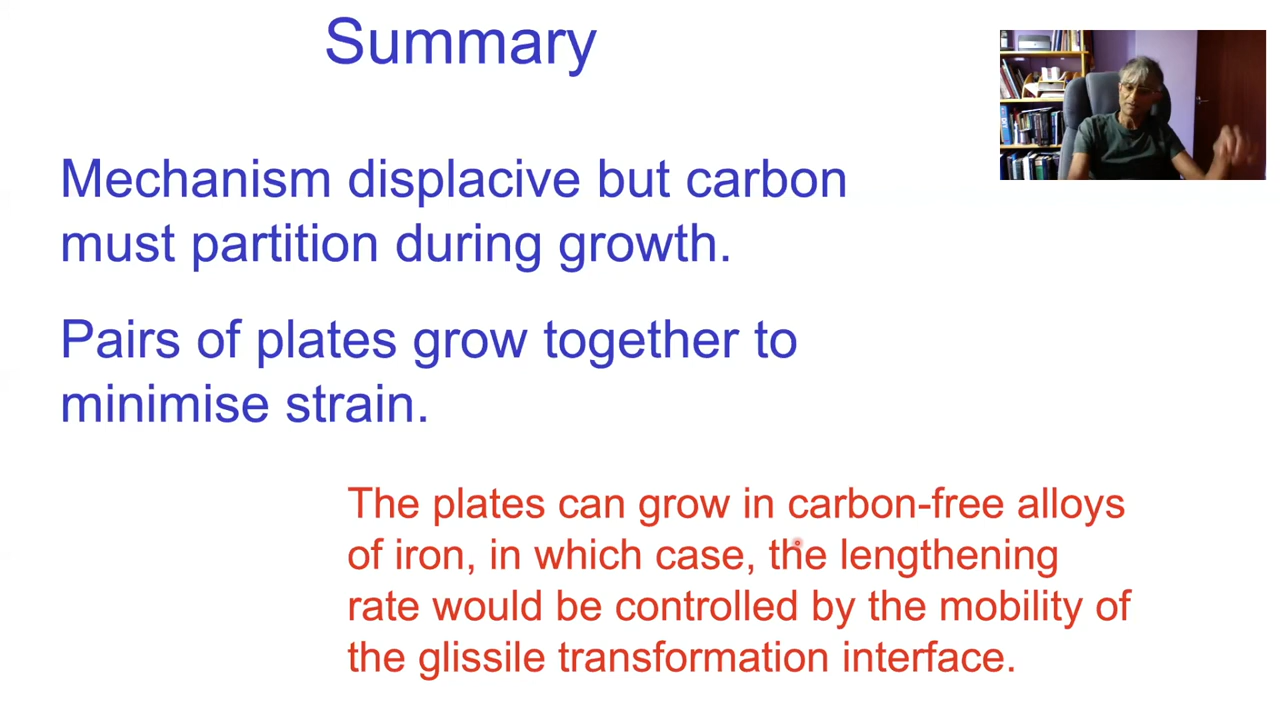 Summary
Mechanism displacive but carbon
must partition during growth.
Pairs of plates grow together to
minimise strain.
The plates can grow in carbon-free alloys
of iron, in which case, the lengthening
rate would be controlled by the mobility of
the glissile transformation interface.